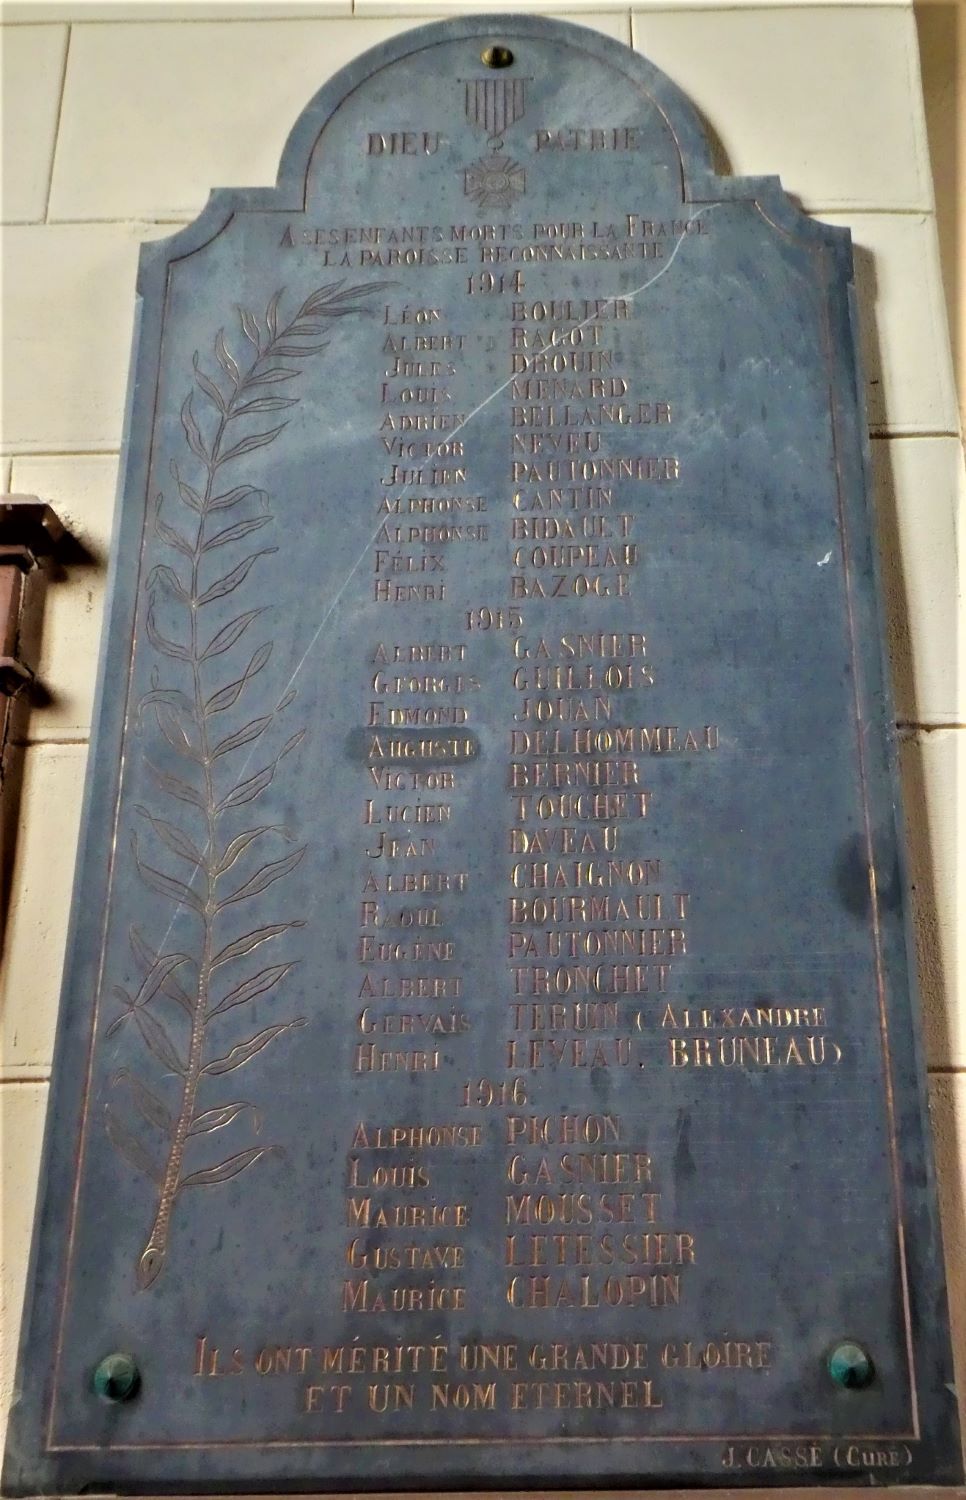 DIEU PATRIE
A SES ENFANTS MORTS POUR LA FRANCE
LA PAROISSE RECONNAISSANTE
1914
LÉON BOULIER
ALBERT RAGOT
JULES DROUIN
LOUIS MENARD
ADRIEN BELLANGER
VICTOR NEVEU
JULIEN PAUTONNIER
ALPHONSE CANTIN
ALPHONSE BIDAULT
FÉLIX COUPEAU
HENRI BAZOGE
1915
ALBERT GASNIER
GEORGES GUILLOIS
EDMOND JOUAN
AUGUSTE DELHOMMEAU
VICTOR BERNIER
LUCIEN TOUCHET
JEAN DAVEAU
ALBERT CHAIGNON
RAOUL BOURMAULT
EUGÈNE PAUTONNIER
ALBERT TRONCHET
GERVAIS TERUIN (ALEXANDRE
HENRI LEVEAU. BRUNEAU)
1916
ALPHONSE PICHON
LOUIS GASNIER
MAURICE MOUSSET
GUSTAVE LETESSIER
MAURICE CHALOPIN
ILS ONT MÉRITÉ UNE GRANDE GLOIRE
ET UN NOM ETERNEL
J. CASSÉ (CURÉ)